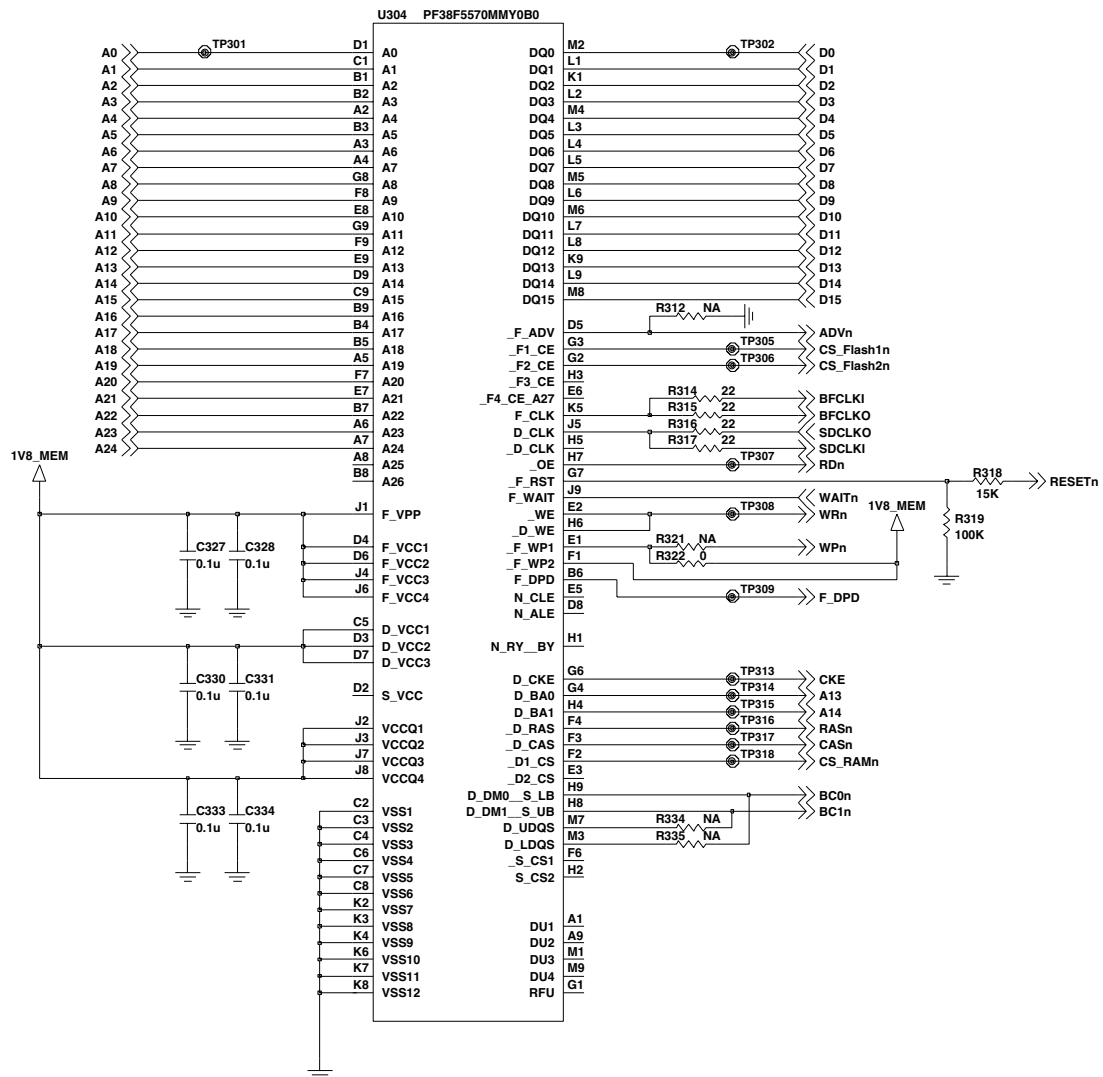 U304 PF38F5570MMY0B0
A0 TP301 D1 A0 DQ0 M2 TP302 D0
A1 C1 A1 DQ1 L1 D1
A2 B1 A2 DQ2 K1 D2
A3 B2 A3 DQ3 L2 D3
A4 A2 A4 DQ4 M4 D4
A5 B3 A5 DQ5 L3 D5
A6 A3 A6 DQ6 L4 D6
A7 A4 A7 DQ7 L5 D7
A8 G8 A8 DQ8 M5 D8
A9 F8 A9 DQ9 L6 D9
A10 E8 A10 DQ10 M6 D10
A11 G9 A11 DQ11 L7 D11
A12 F9 A12 DQ12 L8 D12
A13 E9 A13 DQ13 K9 D13
A14 D9 A14 DQ14 L9 D14
A15 C9 A15 DQ15 M8 D15
A16 B9 A16 R312 NA
A17 B4 A17 _F_ADV D5 ADVn
A18 B5 A18 _F1_CE G3 TP305 CS_Flash1n
A19 A5 A19 _F2_CE G2 TP306 CS_Flash2n
A20 F7 A20 _F3_CE H3
A21 E7 A21 _F4_CE_A27 E6 R314 22 BFCLKI
A22 B7 A22 F_CLK K5 R315 22 BFCLKO
A23 A6 A23 D_CLK J5 R316 22 SDCLKO
A24 A7 A24 _D_CLK H5 R317 22 SDCLKI
1V8_MEM A8 A25 _OE H7 TP307 RDn
B8 A26 _F_RST G7 R318 15K RESETn
F_WAIT J9 WAITn 1V8_MEM
J1 F_VPP _WE E2 TP308 WRn R319 100K
_D_WE H6
C327 0.1u C328 0.1u D4 F_VCC1 _F_WP1 E1 R321 NA WPn
D6 F_VCC2 _F_WP2 F1 R322 0
J4 F_VCC3 F_DPD B6
J6 F_VCC4 N_CLE E5 TP309 F_DPD
N_ALE D8
C5 D_VCC1
D3 D_VCC2 N_RY__BY H1
D7 D_VCC3
C330 0.1u C331 0.1u D_CKE G6 TP313 CKE
D2 S_VCC D_BA0 G4 TP314 A13
D_BA1 H4 TP315 A14
J2 VCCQ1 _D_RAS F4 TP316 RASn
J3 VCCQ2 _D_CAS F3 TP317 CASn
J7 VCCQ3 _D1_CS F2 TP318 CS_RAMn
J8 VCCQ4 _D2_CS E3
D_DM0__S_LB H9 BC0n
C333 0.1u C334 0.1u C2 VSS1 D_DM1__S_UB H8 BC1n
C3 VSS2 D_UDQS M7 R334 NA
C4 VSS3 D_LDQS M3 R335 NA
C6 VSS4 _S_CS1 F6
C7 VSS5 S_CS2 H2
C8 VSS6
K2 VSS7
K3 VSS8 DU1 A1
K4 VSS9 DU2 A9
K6 VSS10 DU3 M1
K7 VSS11 DU4 M9
K8 VSS12 RFU G1